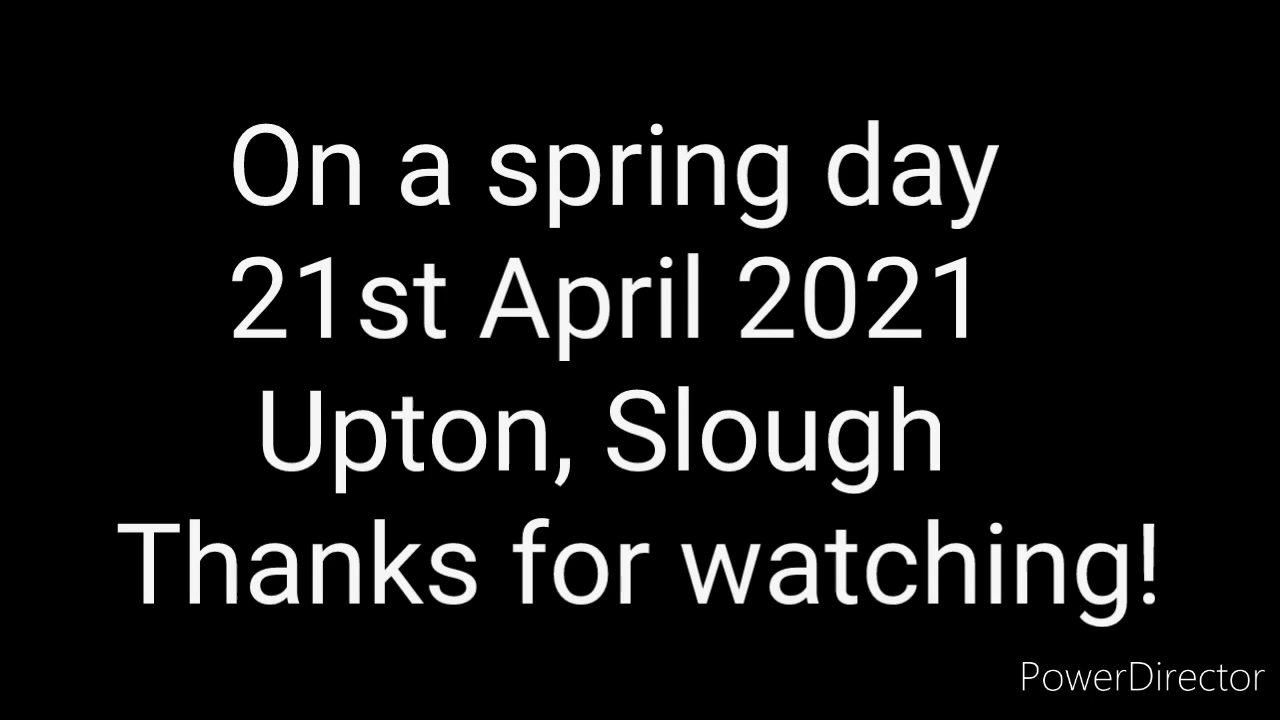 On a spring day
21st April 2021
Upton, Slough
Thanks for watching!
PowerDirector